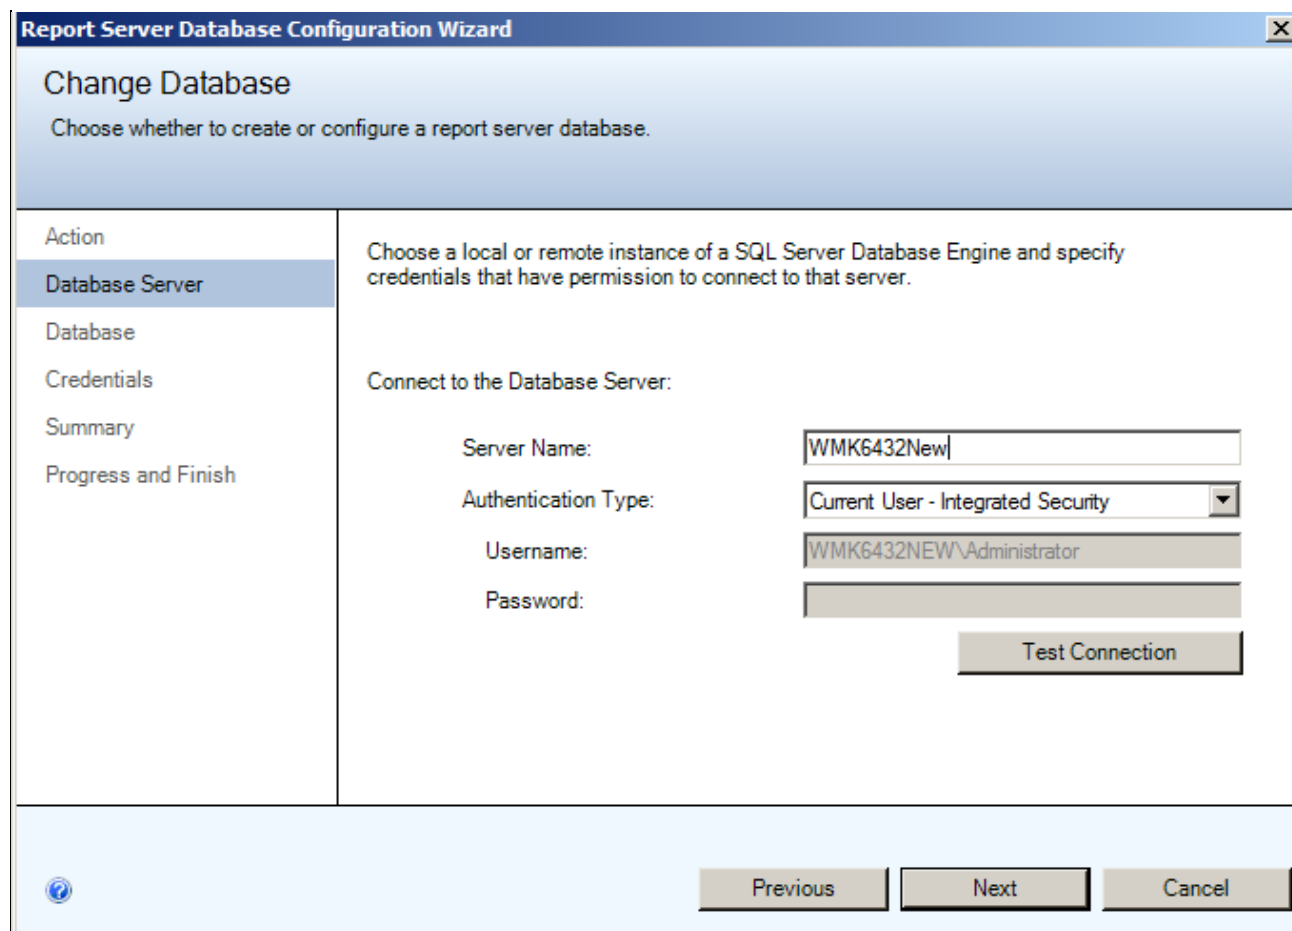 Report Server Database Configuration Wizard
Change Database
Choose whether to create or configure a report server database.
Action
Database Server
Database
Credentials
Summary
Progress and Finish
Choose a local or remote instance of a SQL Server Database Engine and specify
credentials that have permission to connect to that server.
Connect to the Database Server:
Server Name: WMK6432New
Authentication Type: Current User - Integrated Security
Username: WMK6432NEW\Administrator
Password:
Test Connection
Previous Next Cancel